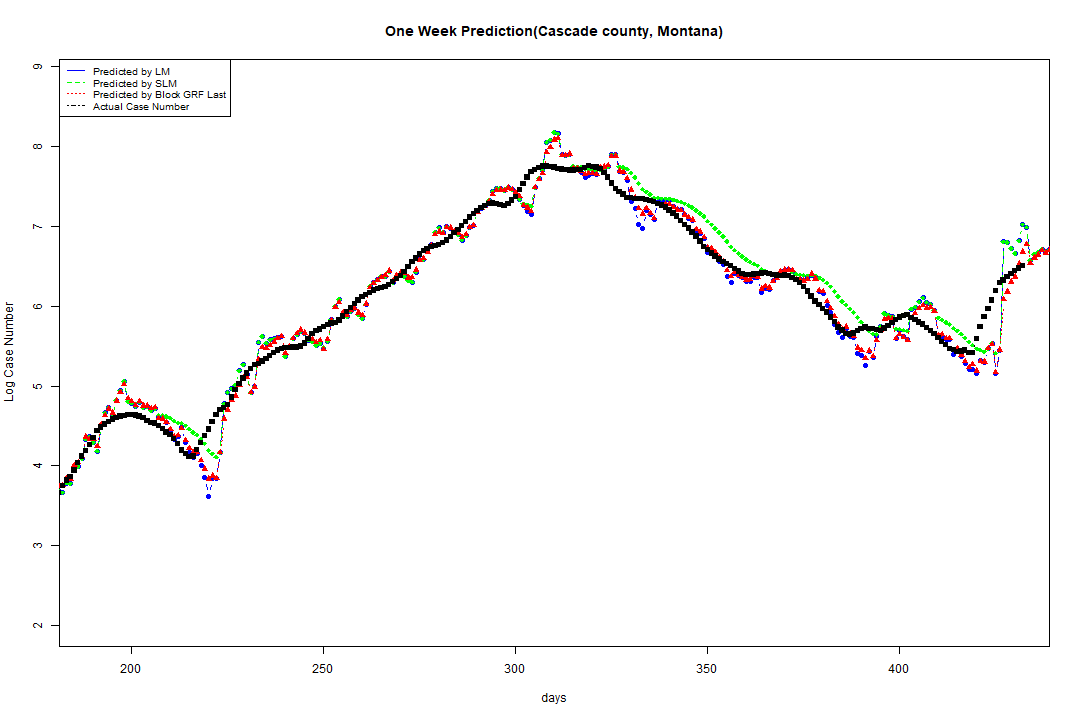 One Week Prediction(Cascade county, Montana)
Predicted by LM
Predicted by SLM
Predicted by Block GRF Last
Actual Case Number
9
8
7
6
5
4
3
2
Log Case Number
200 250 300 350 400
days